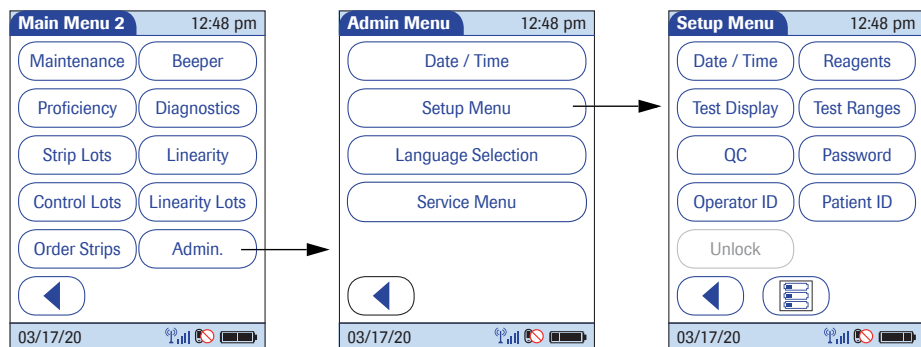 Main Menu 2 12:48 pm
Maintenance Beeper
Proficiency Diagnostics
Strip Lots Linearity
Control Lots Linearity Lots
Order Strips Admin.
03/17/20
Admin Menu 12:48 pm
Date / Time
Setup Menu
Language Selection
Service Menu
03/17/20
Setup Menu 12:48 pm
Date / Time Reagents
Test Display Test Ranges
QC Password
Operator ID Patient ID
Unlock
03/17/20